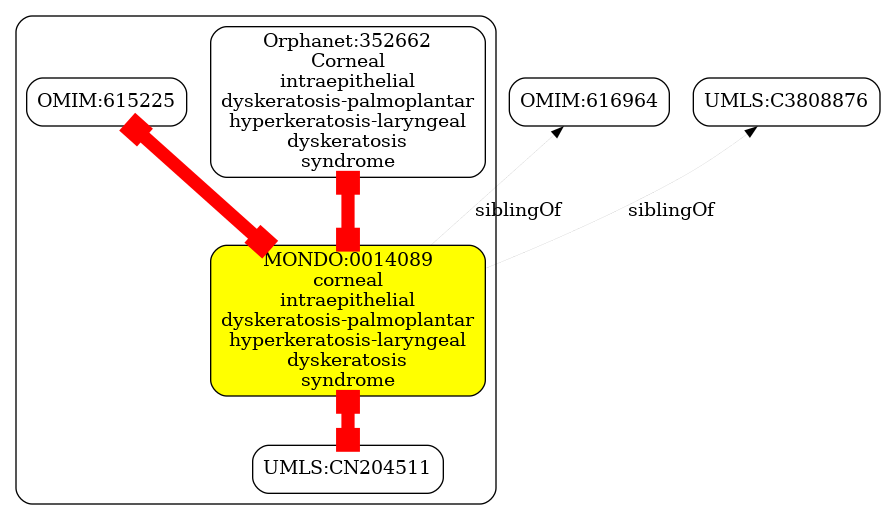 Orphanet:352662
Corneal
intraepithelial
dyskeratosis-palmoplantar
hyperkeratosis-laryngeal
dyskeratosis
syndrome
OMIM:615225
OMIM:616964
UMLS:C3808876
siblingOf
siblingOf
MONDO:0014089
corneal
intraepithelial
dyskeratosis-palmoplantar
hyperkeratosis-laryngeal
dyskeratosis
syndrome
UMLS:CN204511